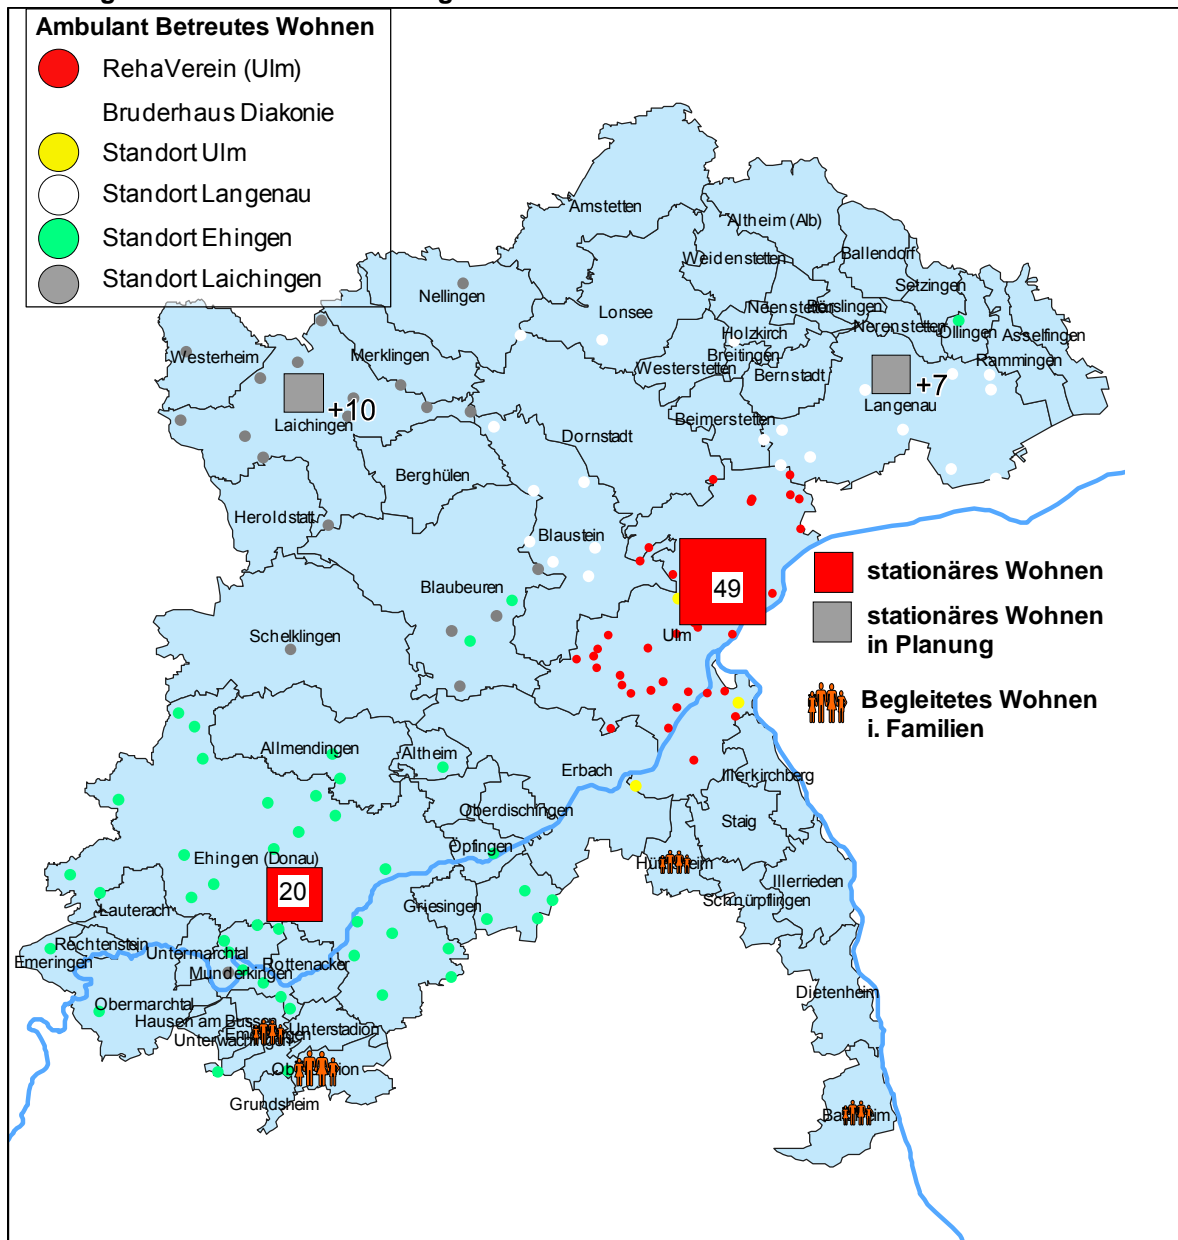 Ambulant Betreutes Wohnen
RehaVerein (Ulm)
Bruderhaus Diakonie
Standort Ulm
Standort Langenau
Standort Ehingen
Standort Laichingen
Amstetten
Altheim (Alb)
Weidenstetten
Ballendorf
Setzingen
Nellingen
Lonsee
Neenstetten
Börslingen
Nerenstetten
Öllingen
Asselfingen
Holzkirch
Breitingen
Rammingen
Westerheim
Merklingen
Westerstetten
Bernstadt
+10
+7
Langenau
Laichingen
Beimerstetten
Dornstadt
Berghülen
Heroldstatt
Blaustein
Blaubeuren
49
stationäres Wohnen
stationäres Wohnen
in Planung
Schelklingen
Ulm
Begleitetes Wohnen
i. Familien
Allmendingen
Altheim
Erbach
Illerkirchberg
Oberdischingen
Staig
Öpfingen
Ehingen (Donau)
Hüttisheim
20
Illerrieden
Schnürpflingen
Lauterach
Griesingen
Rechtenstein
Emeringen
Untermarchtal
Rottenacker
Munderkingen
Dietenheim
Obermarchtal
Hausen am Bussen
Unterstadion
Emerkingen
Unterwachingen
Oberstadion
Grundsheim
Balzheim